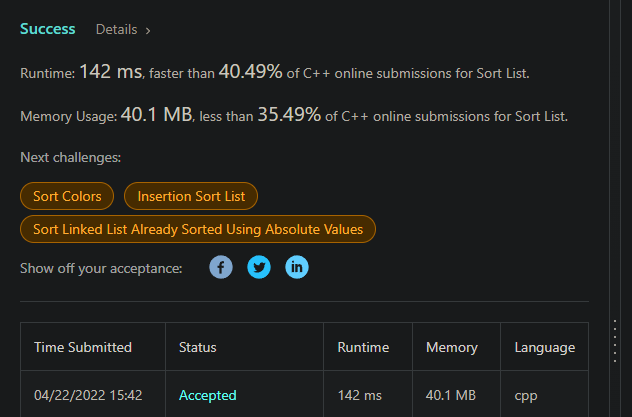 Success Details >
Runtime: 142 ms, faster than 40.49% of C++ online submissions for Sort List.
Memory Usage: 40.1 MB, less than 35.49% of C++ online submissions for Sort List.
Next challenges:
Sort Colors Insertion Sort List
Sort Linked List Already Sorted Using Absolute Values
Show off your acceptance: f in
Time Submitted Status Runtime Memory Language
04/22/2022 15:42 Accepted 142 ms 40.1 MB cpp